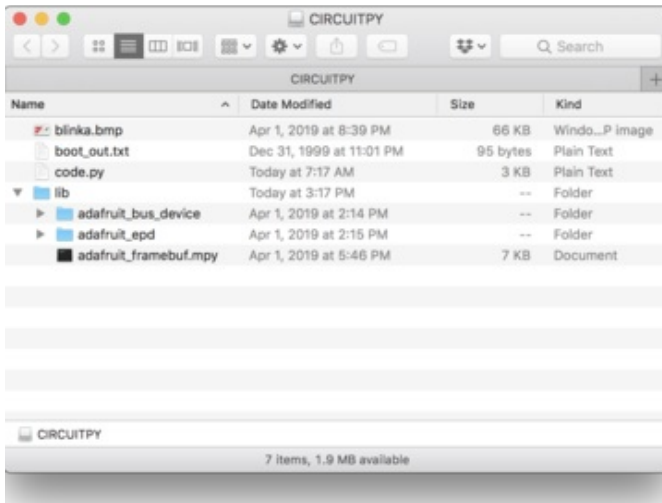 CIRCUITPY
Search
CIRCUITPY
Name Date Modified Size Kind
blinka.bmp Apr 1, 2019 at 8:39 PM 66 KB Windo...P image
boot_out.txt Dec 31, 1999 at 11:01 PM 95 bytes Plain Text
code.py Today at 7:17 AM 3 KB Plain Text
lib Today at 3:17 PM -- Folder
adafruit_bus_device Apr 1, 2019 at 2:14 PM -- Folder
adafruit_epd Apr 1, 2019 at 2:15 PM -- Folder
adafruit_framebuf.mpy Apr 1, 2019 at 5:46 PM 7 KB Document
CIRCUITPY
7 items, 1.9 MB available